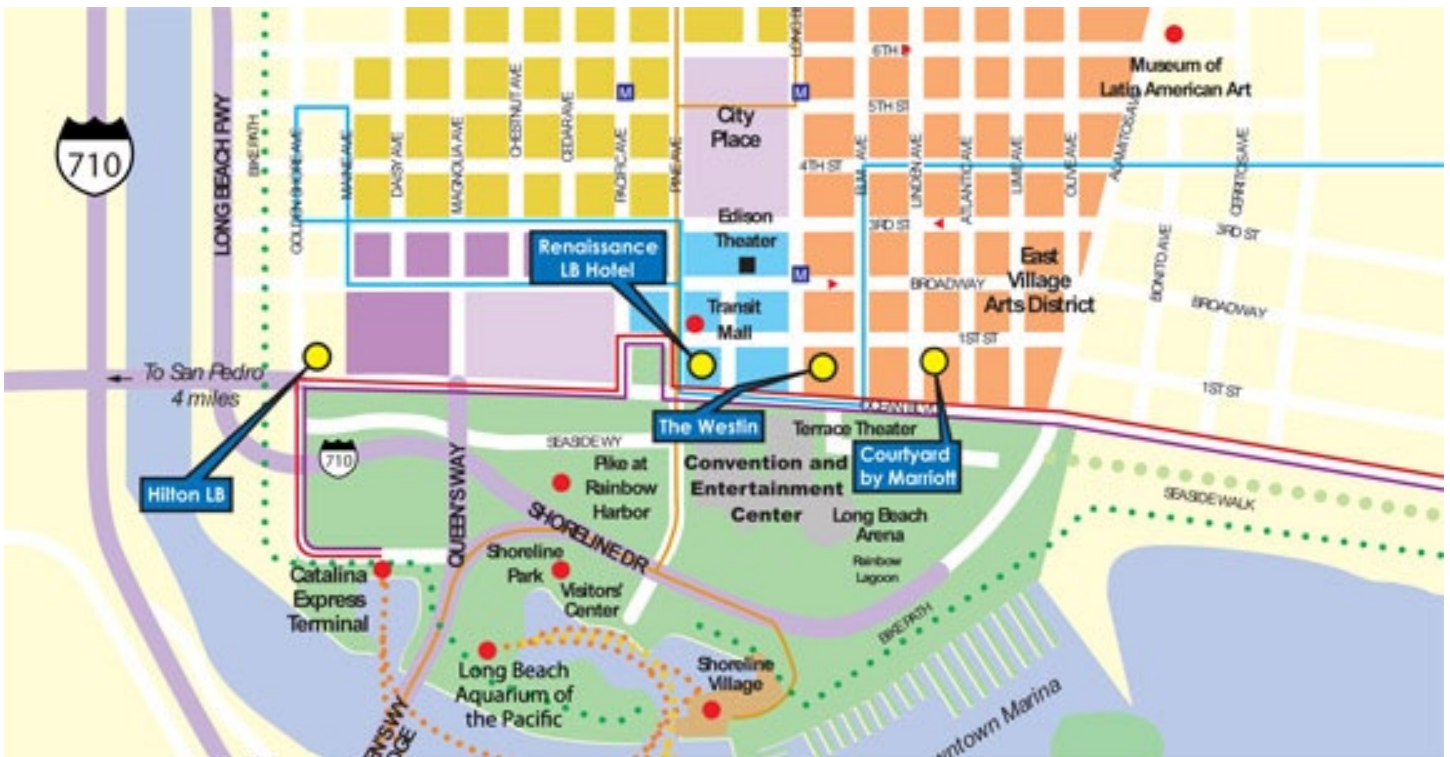 710
LONG BEACH FWY
BIKE PATH
GOLDEN SHORE AVE
MAINE AVE
DAISY AVE
MAGNOLIA AVE
CHESTNUT AVE
CEDAR AVE
PACIFIC AVE
PINE AVE
LONG BE
6TH
5TH ST
4TH ST
3RD ST
BROADWAY
1ST ST
ELM AVE
LINDEN AVE
ATLANTIC AVE
LIME AVE
OLIVE AVE
ALAMITOS AVE
BONITO AVE
CERRITOS AVE
3RD ST
BROADWAY
1ST ST
M
M
M
City
Place
Museum of
Latin American Art
Edison
Theater
Transit
Mall
East
Village
Arts District
Renaissance
LB Hotel
To San Pedro
4 miles
Hilton LB
The Westin
Courtyard
by Marriott
Terrace Theater
Convention and
Entertainment
Center
Long Beach
Arena
Rainbow
Lagoon
SEASIDE WY
710
Pike at
Rainbow
Harbor
QUEEN'S WAY
SHORELINE DR
Shoreline
Park
Visitors'
Center
Catalina
Express
Terminal
Long Beach
Aquarium of
the Pacific
Shoreline
Village
BIKE PATH
SEASIDE WALK
wntown Marina